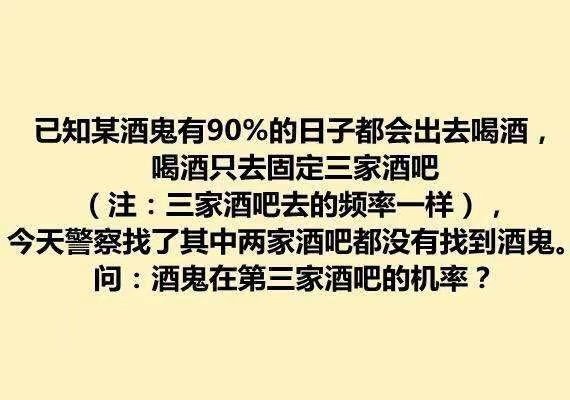 已知某酒鬼有90%的日子都会出去喝酒，
喝酒只去固定三家酒吧
（注：三家酒吧去的频率一样），
今天警察找了其中两家酒吧都没有找到酒鬼。
问：酒鬼在第三家酒吧的机率？